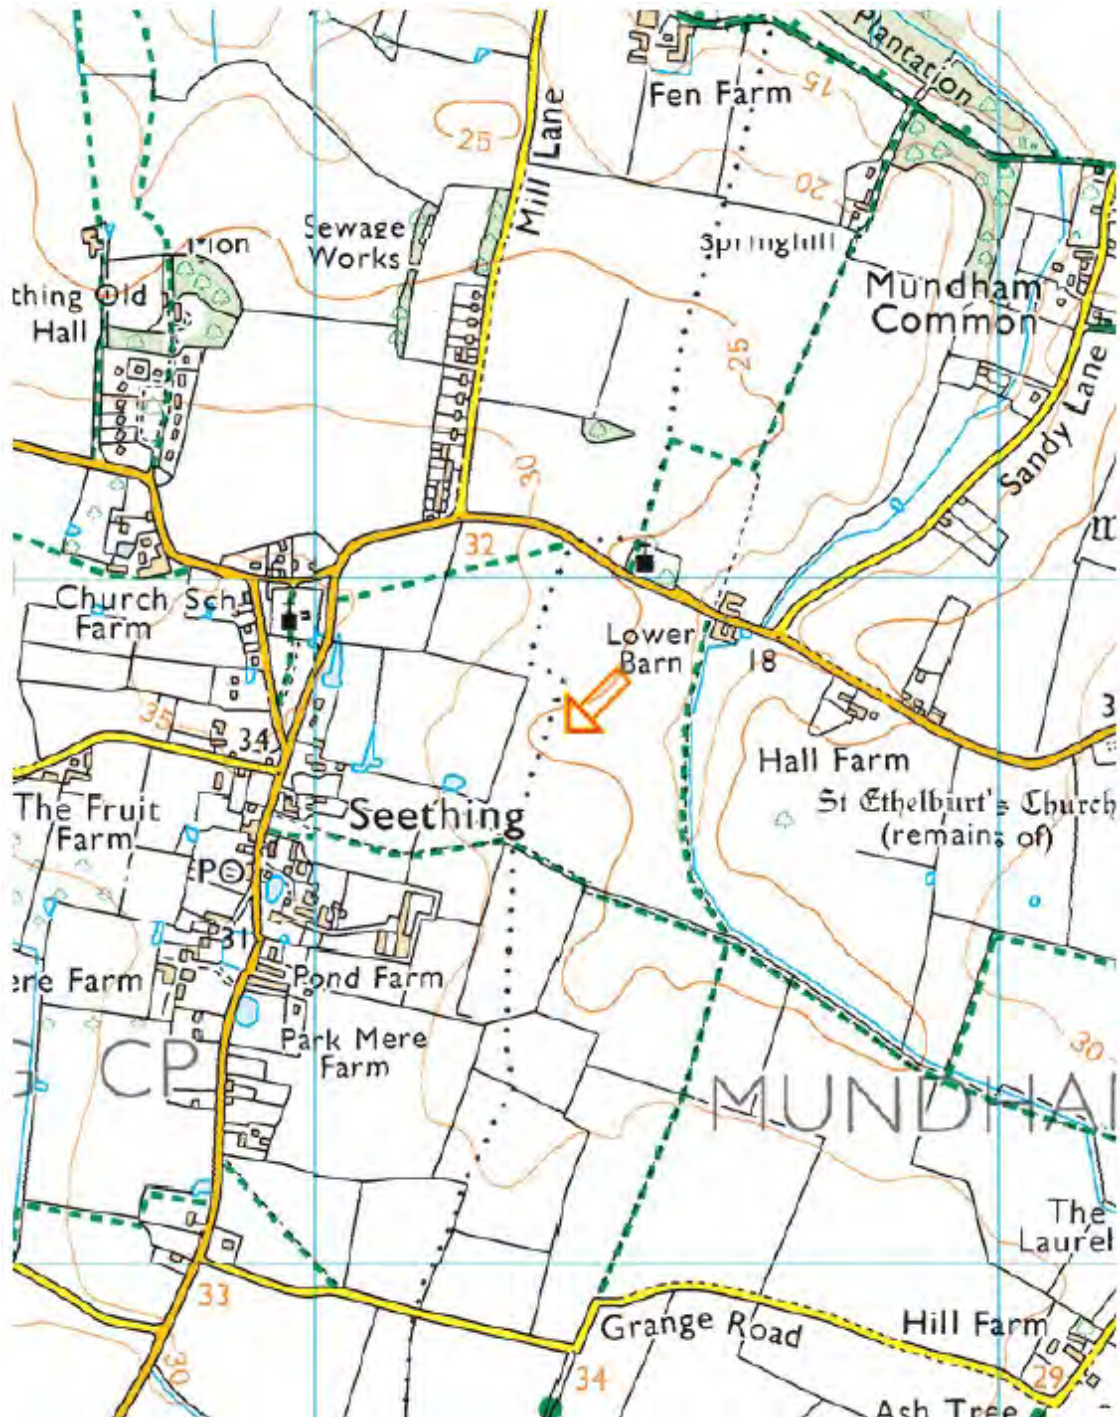 Plantation
Fen Farm
15
25
Mill Lane
20
Sewage
Works
Springhill
Mundham
Common
thing Old
Hall
25
Sandy Lane
30
32
Church
Farm
Sch
Lower
Barn
18
35
34
Hall Farm
3
The Fruit
Farm
Seething
St Ethelburt's Church
(remains of)
PO
31
ere Farm
Pond Farm
Park Mere
Farm
30
CP
MUNDHA
The
Laurel
33
Grange Road
Hill Farm
30
34
29
Ash Tree